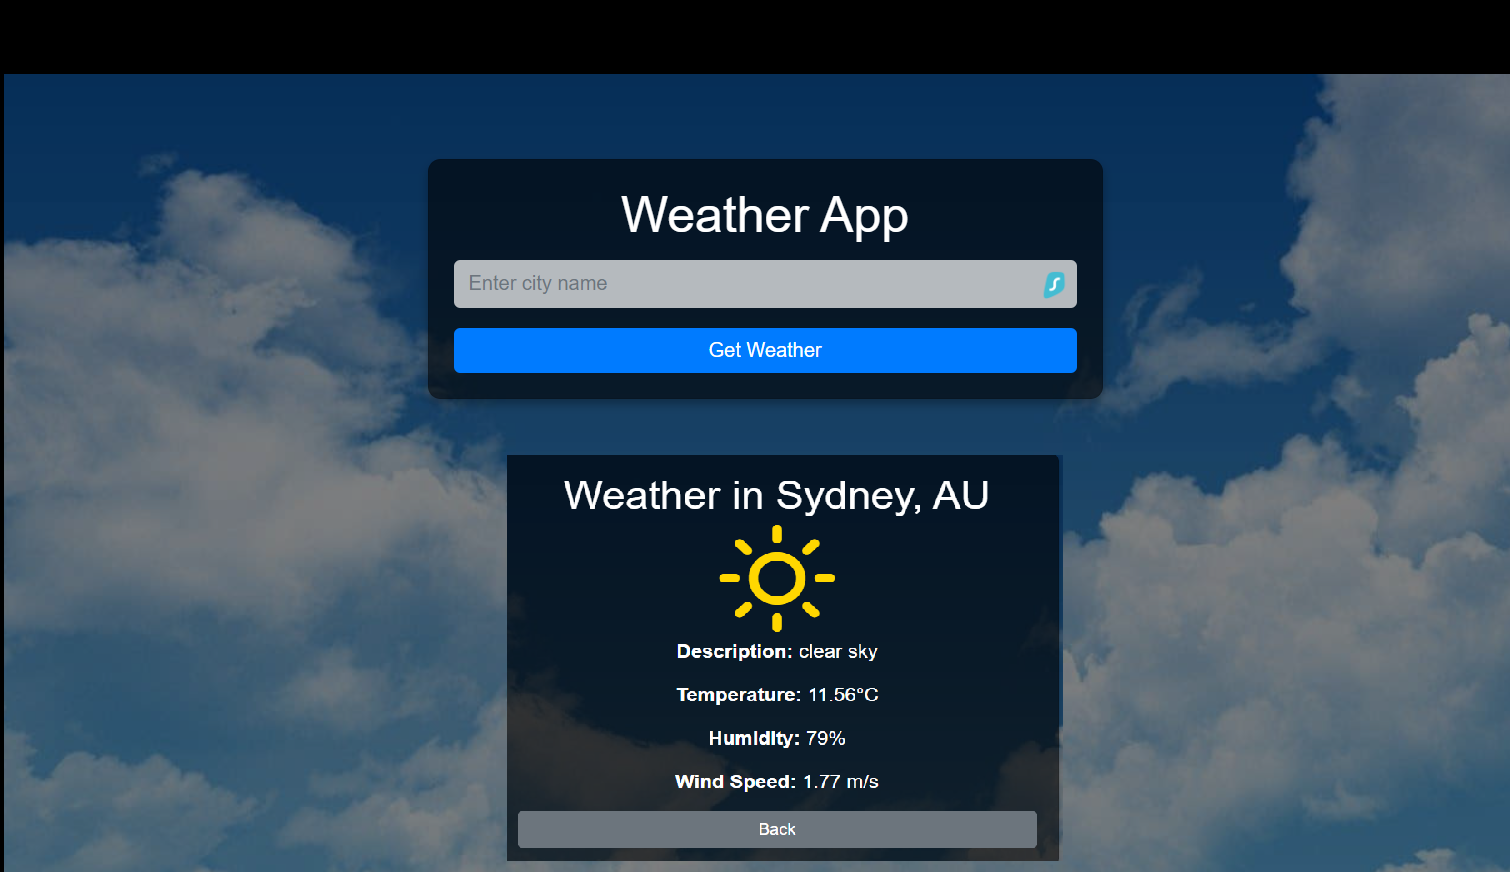 Weather App
Enter city name
Get Weather
Weather in Sydney, AU
Description: clear sky
Temperature: 11.56°C
Humidity: 79%
Wind Speed: 1.77 m/s
Back